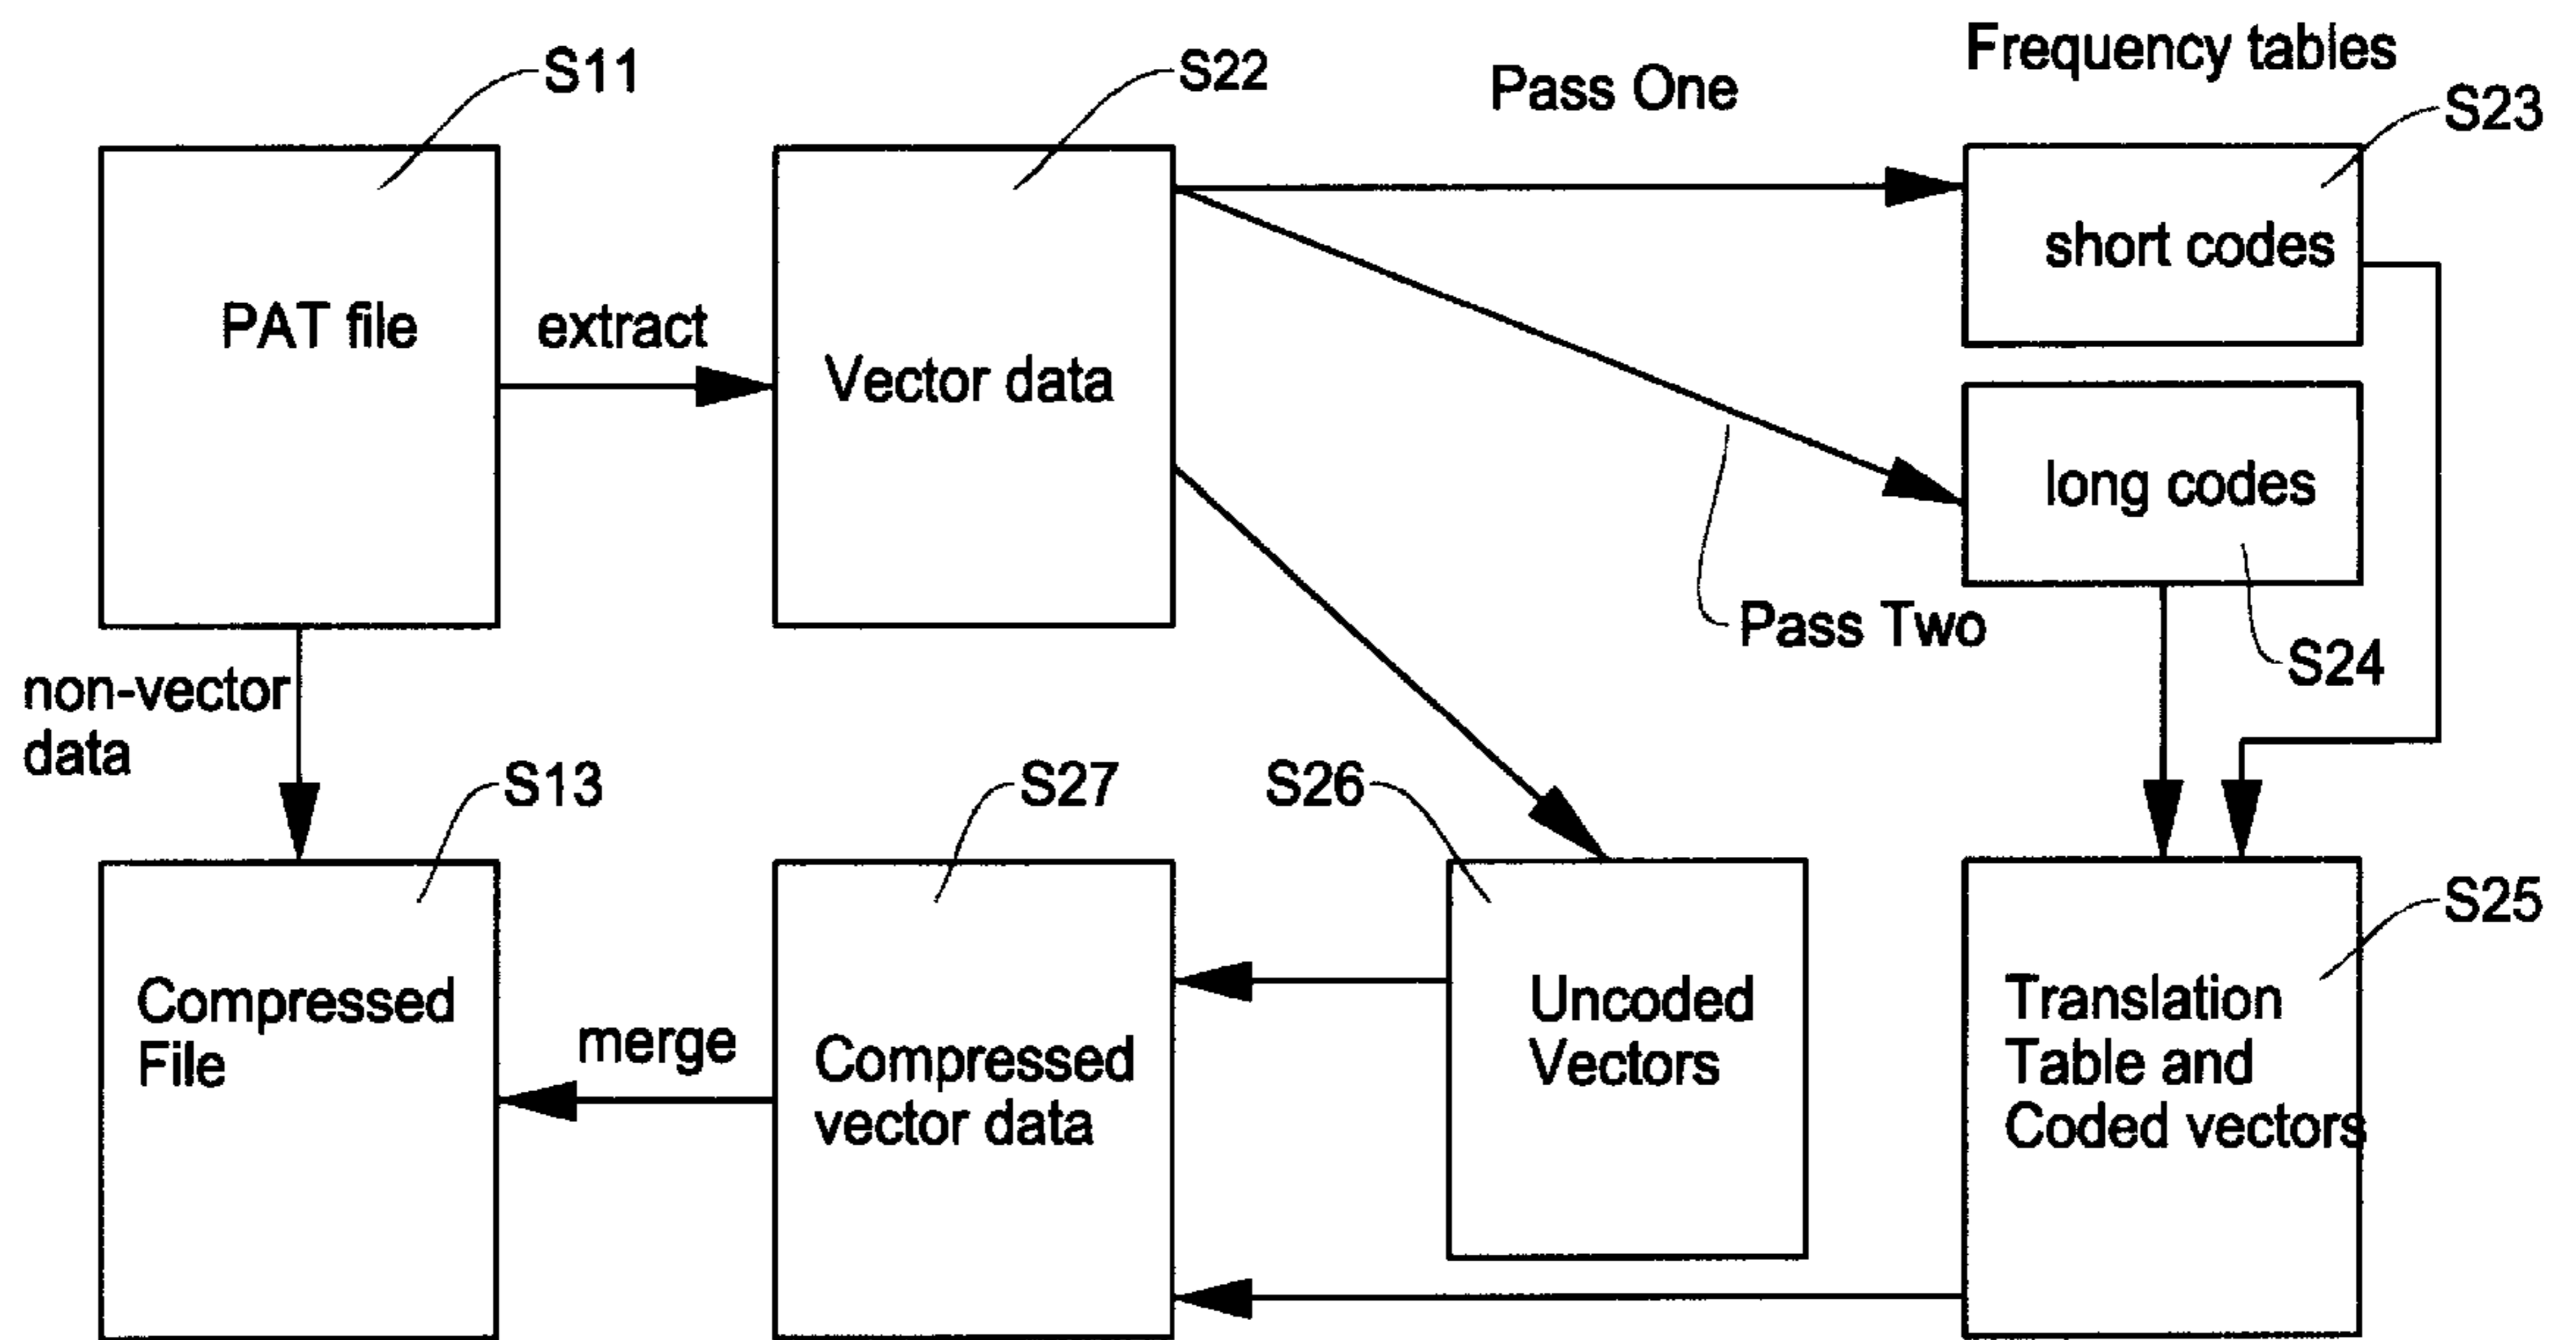 Frequency tables
S11
S22
Pass One
S23
short codes
PAT file
extract
Vector data
long codes
Pass Two
S24
non-vector
data
S13
S27
S26
S25
Compressed
File
merge
Compressed
vector data
Uncoded
Vectors
Translation
Table and
Coded vectors